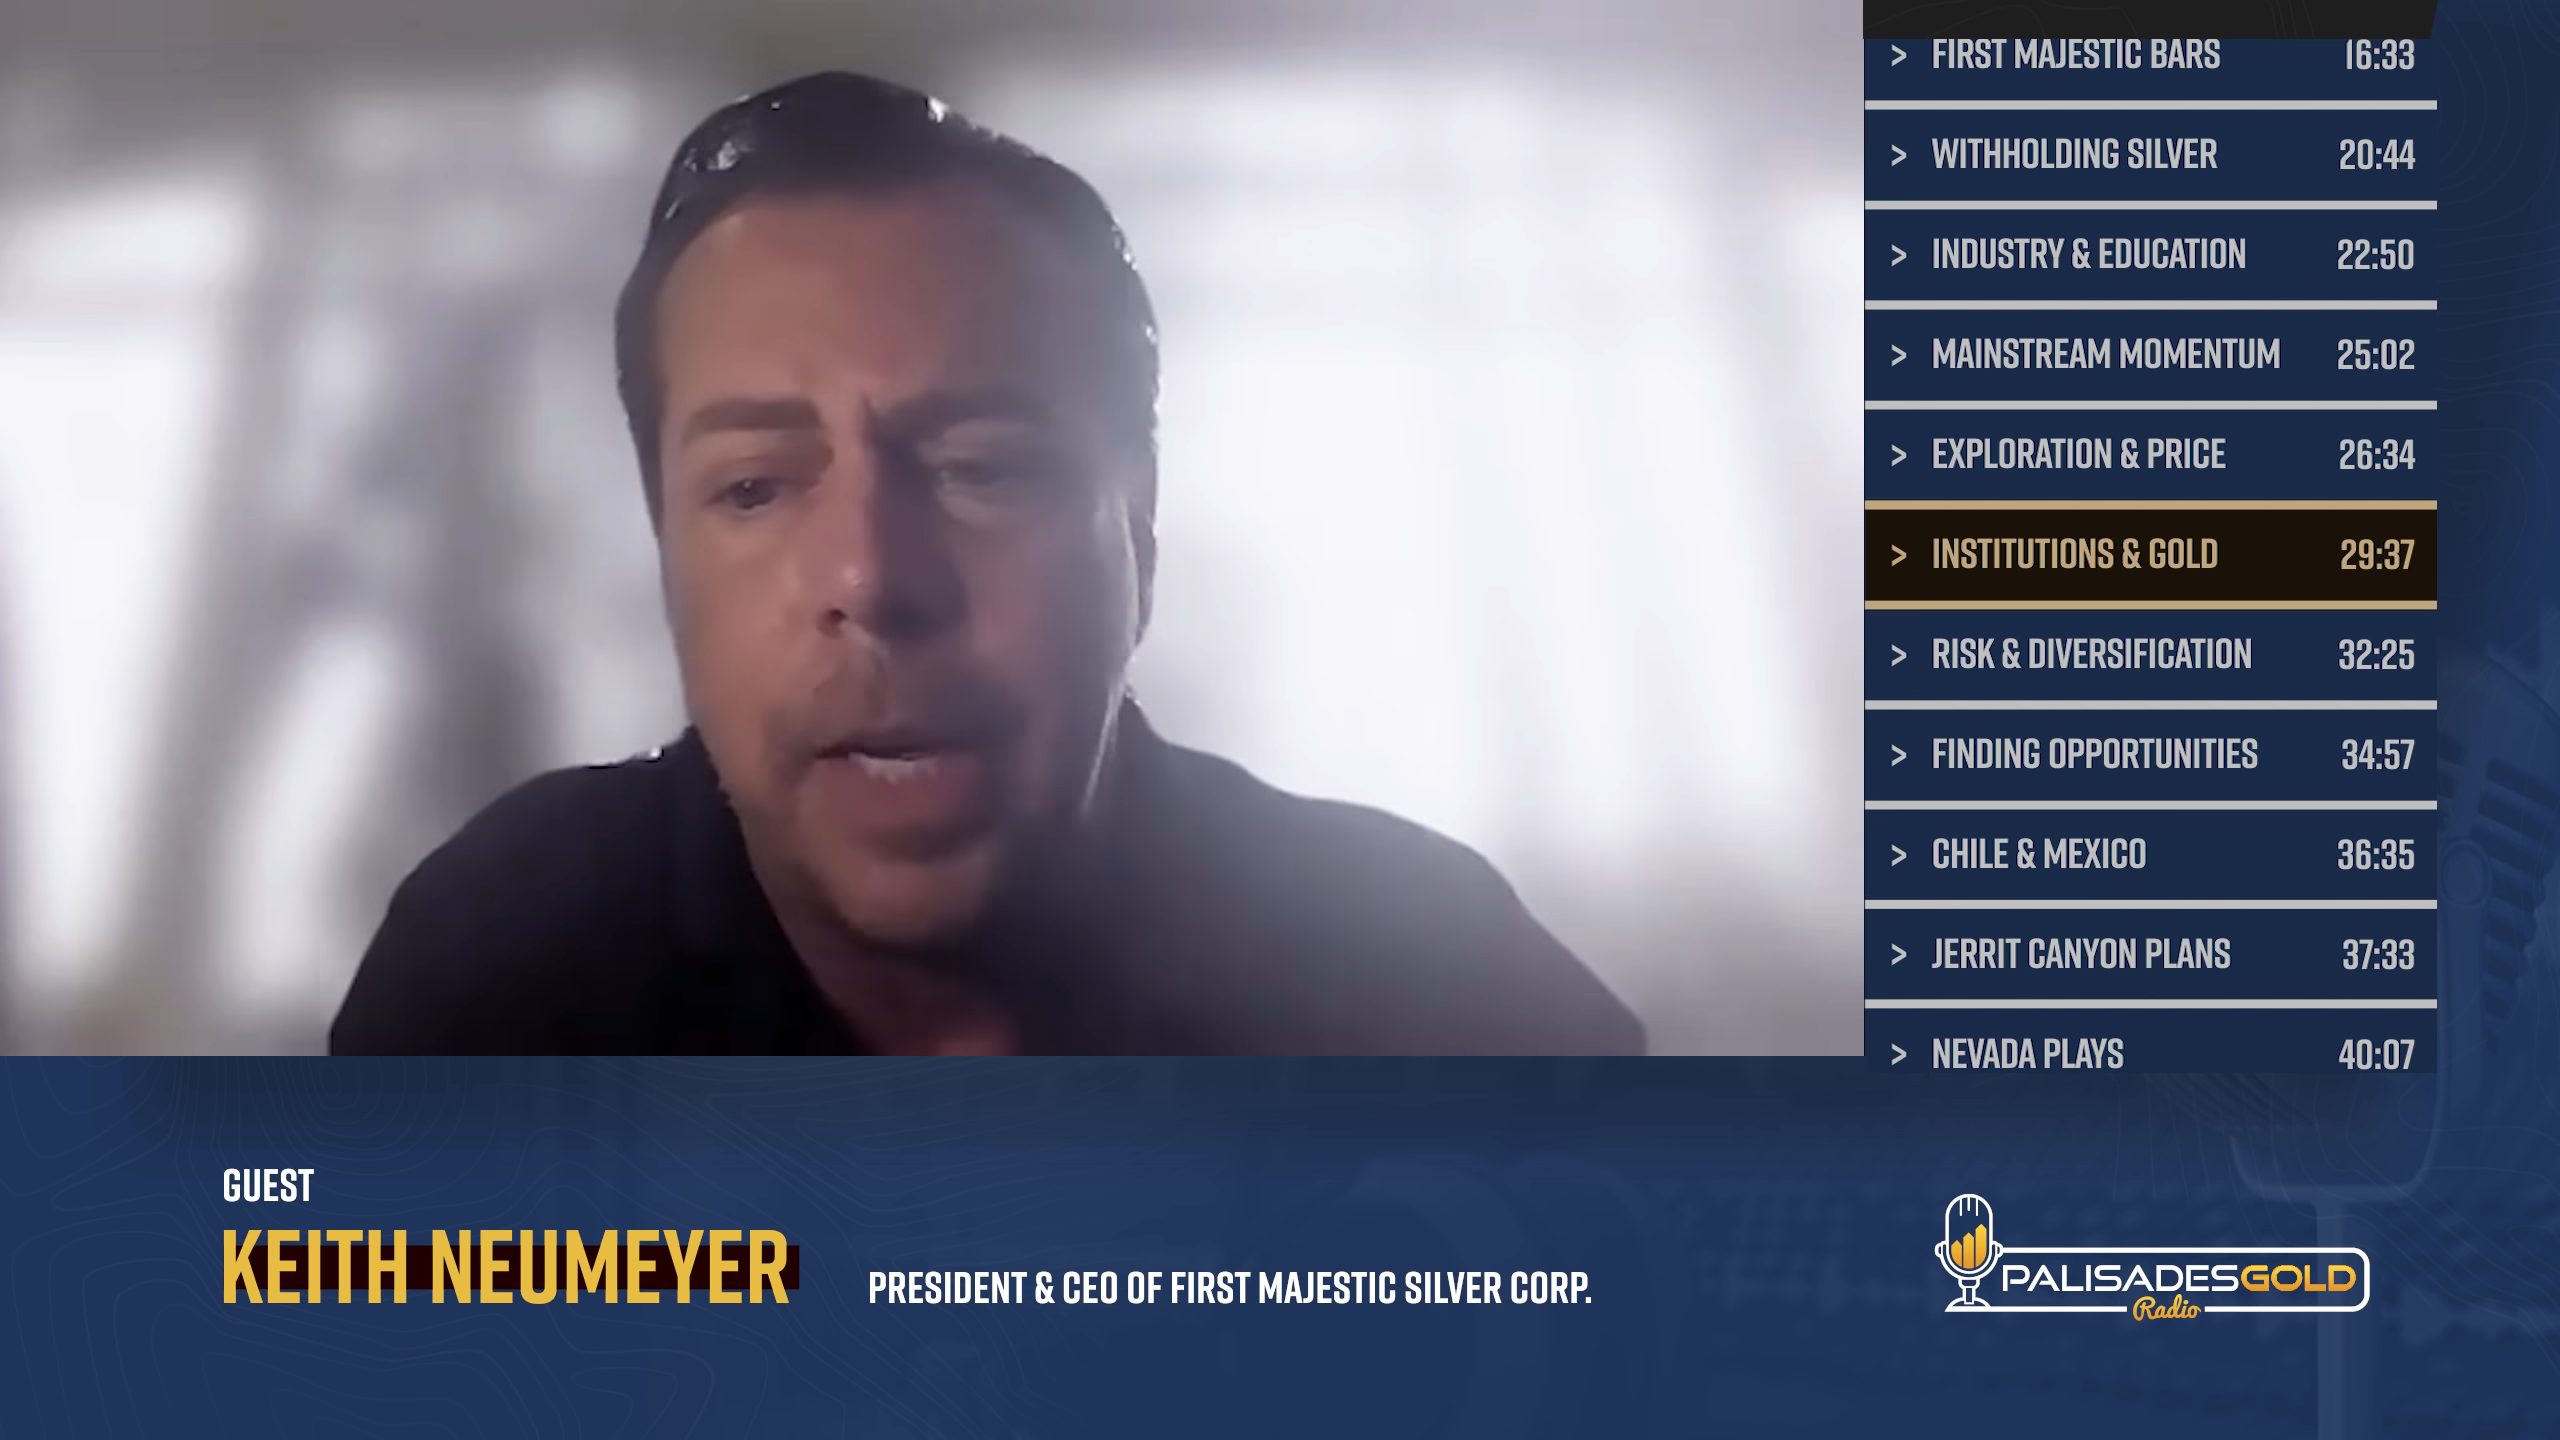 > FIRST MAJESTIC BARS 16:33
> WITHHOLDING SILVER 20:44
> INDUSTRY & EDUCATION 22:50
> MAINSTREAM MOMENTUM 25:02
> EXPLORATION & PRICE 26:34
> INSTITUTIONS & GOLD 29:37
> RISK & DIVERSIFICATION 32:25
> FINDING OPPORTUNITIES 34:57
> CHILE & MEXICO 36:35
> JERRIT CANYON PLANS 37:33
> NEVADA PLAYS 40:07
GUEST
KEITH NEUMEYER
PRESIDENT & CEO OF FIRST MAJESTIC SILVER CORP.
PALISADESGOLD
Radio